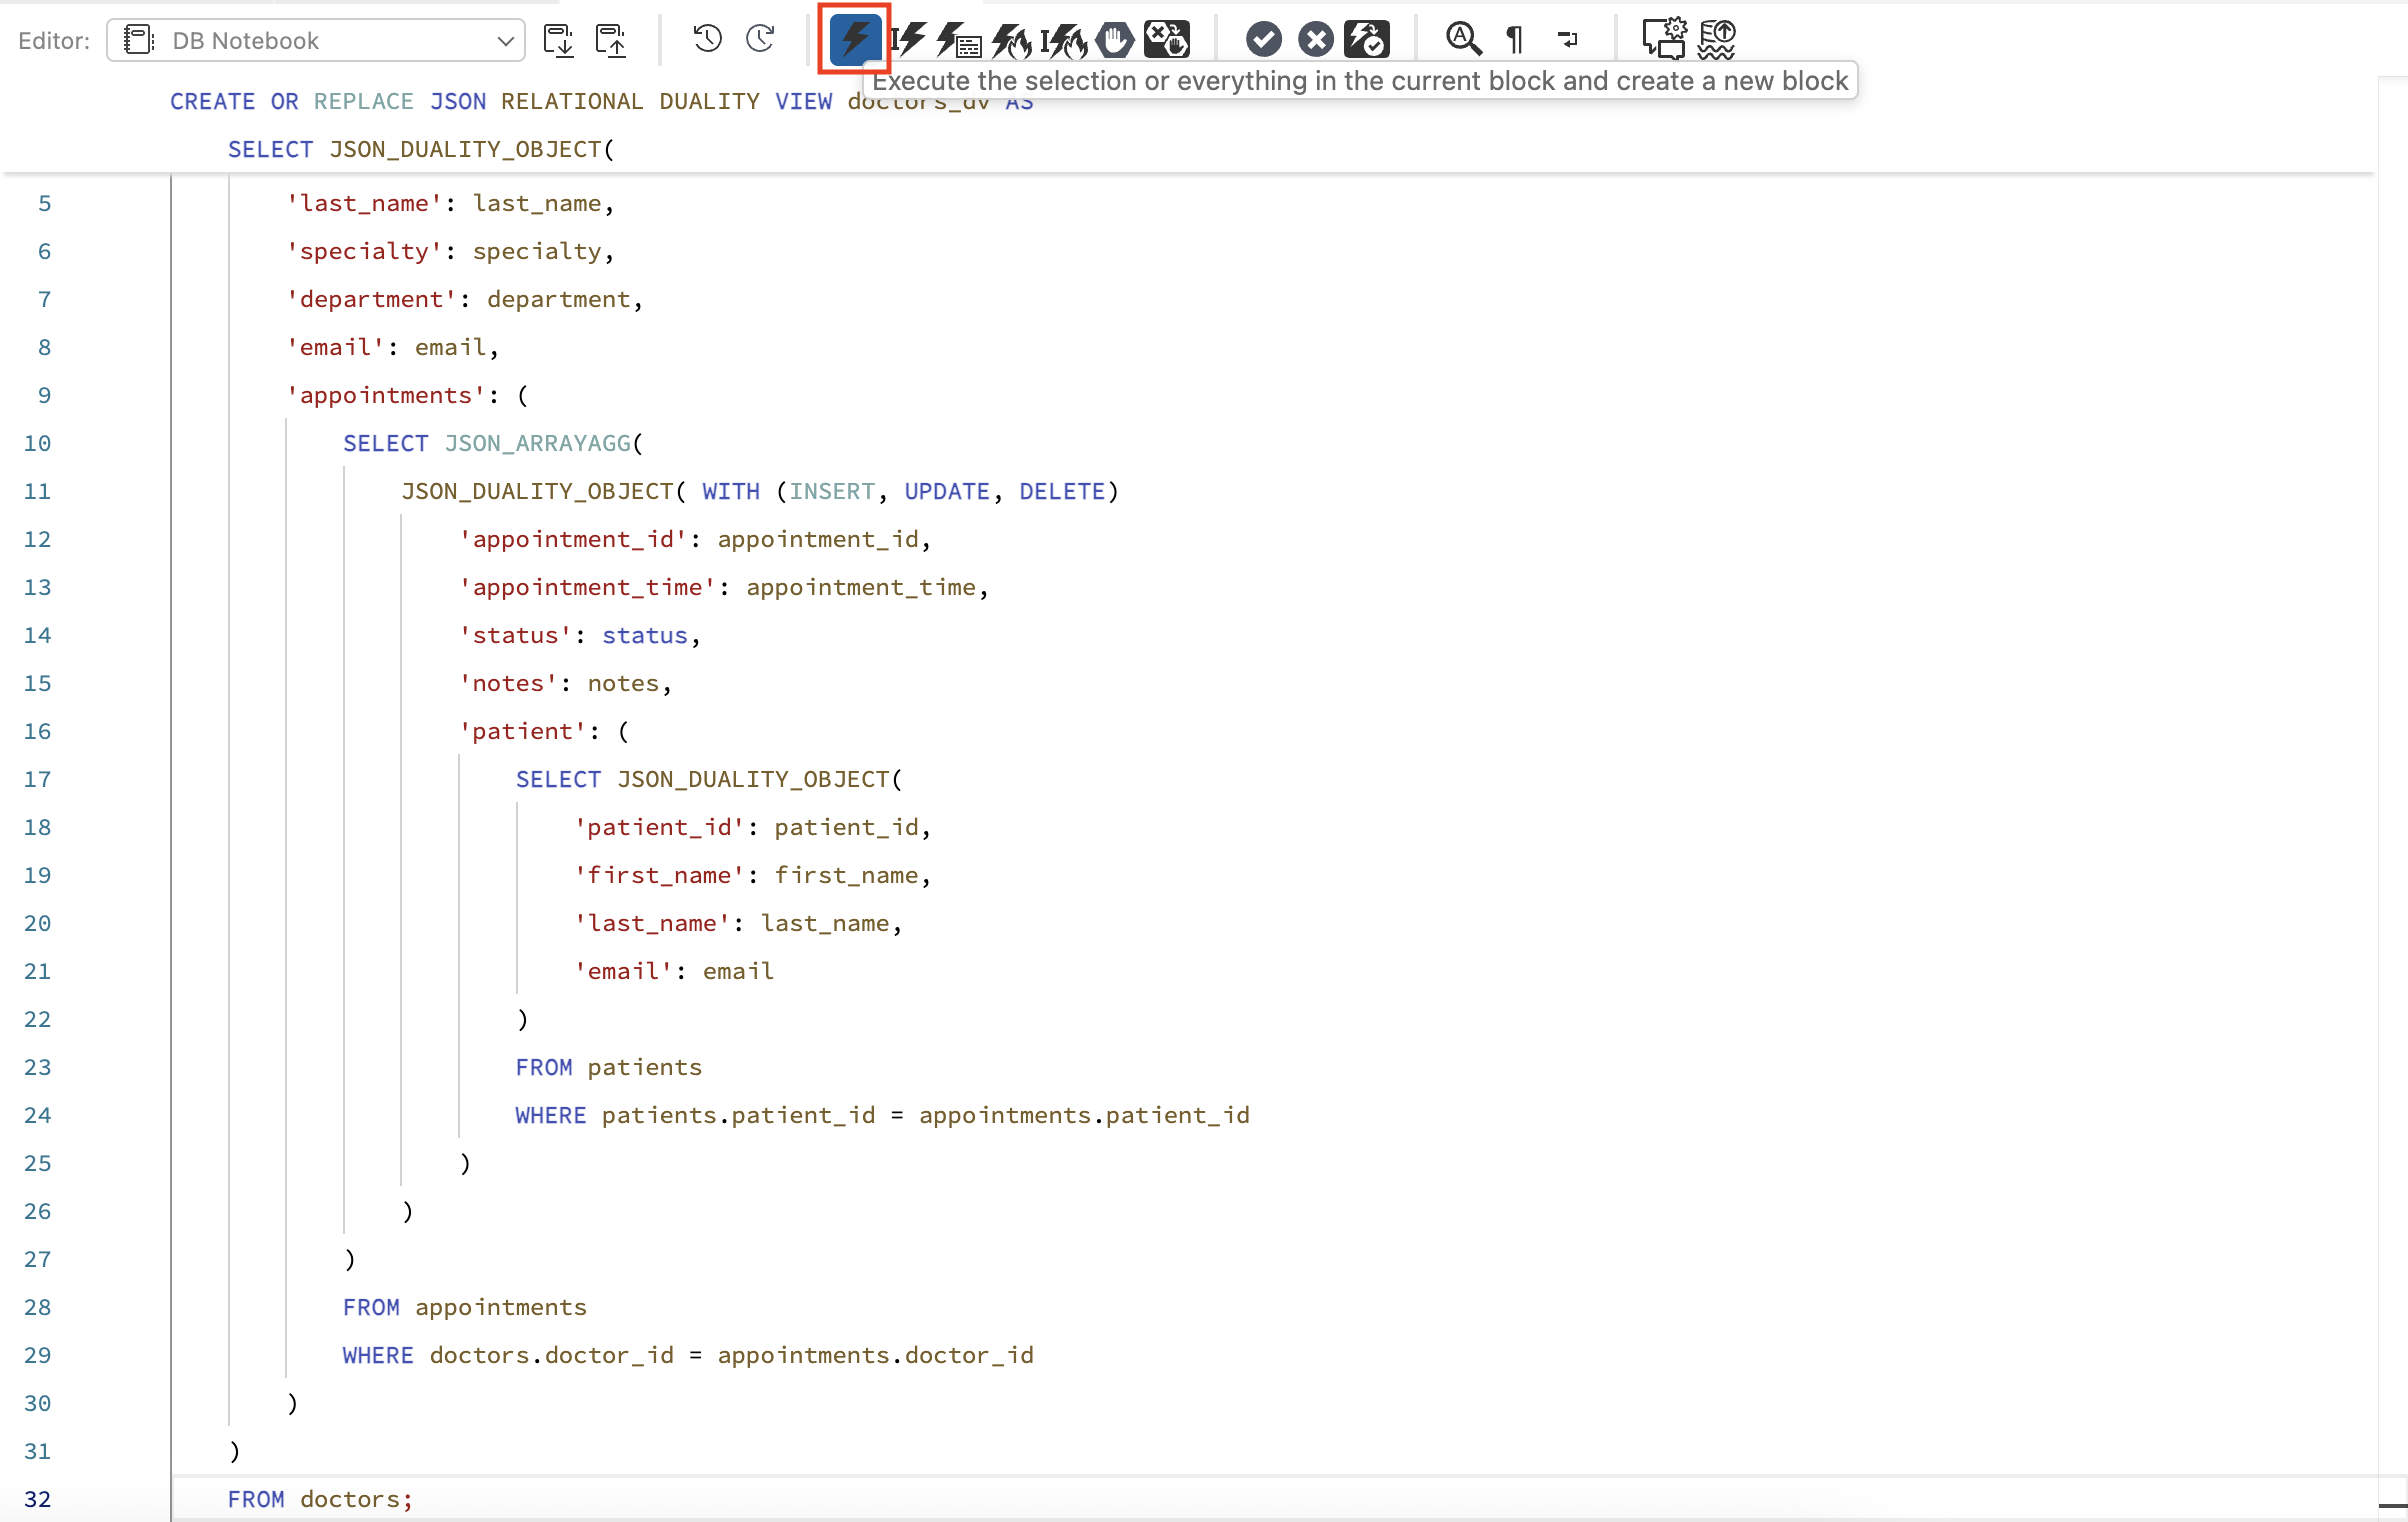 Editor: DB Notebook
Execute the selection or everything in the current block and create a new block
CREATE OR REPLACE JSON RELATIONAL DUALITY VIEW doctors_dv AS
SELECT JSON_DUALITY_OBJECT(
5 'last_name': last_name,
6 'specialty': specialty,
7 'department': department,
8 'email': email,
9 'appointments': (
10 SELECT JSON_ARRAYAGG(
11 JSON_DUALITY_OBJECT( WITH (INSERT, UPDATE, DELETE)
12 'appointment_id': appointment_id,
13 'appointment_time': appointment_time,
14 'status': status,
15 'notes': notes,
16 'patient': (
17 SELECT JSON_DUALITY_OBJECT(
18 'patient_id': patient_id,
19 'first_name': first_name,
20 'last_name': last_name,
21 'email': email
22 )
23 FROM patients
24 WHERE patients.patient_id = appointments.patient_id
25 )
26 )
27 )
28 FROM appointments
29 WHERE doctors.doctor_id = appointments.doctor_id
30 )
31 )
32 FROM doctors;